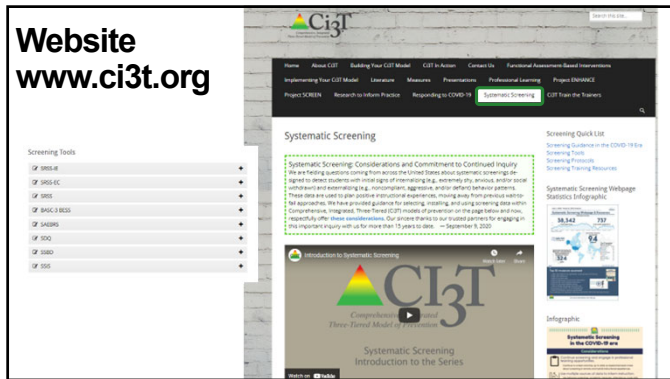 Website
www.ci3t.org
Screening Tools
SRSS-IE
SRSS-EC
SRSS
BASC-3 BESS
SAEBRS
SDQ
SSBD
SSIS
Ci3T
Search this site...
Home About Ci3T Building Your Ci3T Model Ci3T In Action Contact Us Functional Assessment-Based Interventions
Implementing Your Ci3T Model Literature Measures Presentations Professional Learning Project ENHANCE
Project SCREEN Research to Inform Practice Responding to COVID-19 Systematic Screening Ci3T Train the Trainers
Systematic Screening
Systematic Screening: Considerations and Commitment to Continued Inquiry
We are fielding questions coming from across the United States about systematic screenings de-
signed to detect students with initial signs of internalizing (e.g., extremely shy, anxious, and/or social
withdrawn) and externalizing (e.g., noncompliant, aggressive, and/or defiant) behavior patterns.
These data are used to plan positive instructional experiences, moving away from previous wait-to-
fail approaches. We have provided guidance for selecting, installing, and using screening data within
Comprehensive, Integrated, Three-Tiered (Ci3T) models of prevention on the page below and now,
respectfully offer these considerations. Our sincere thanks to our trusted partners for engaging in
this important inquiry with us for more than 15 years to date. — September 9, 2020
Introduction to Systematic Screening
Watch later Share
CI3T
Comprehensive Integrated
Three-Tiered Model of Prevention
Systematic Screening
Introduction to the Series
Watch on YouTube
Screening Quick List
Screening Guidance in the COVID-19 Era
Screening Tools
Screening Protocols
Screening Training Resources
Systematic Screening Webpage
Statistics Infographic
58,342 737
94
534
Infographic
Systematic Screening
in the COVID-19 era
Considerations